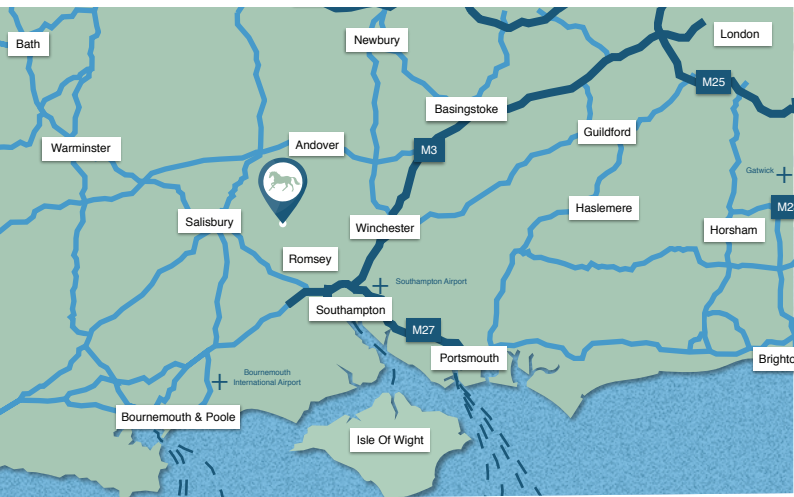 London
Bath
Newbury
M25
Basingstoke
Guildford
Andover
Warminster
M3
Gatwick
Haslemere
M2
Salisbury
Winchester
Horsham
Romsey
Southampton Airport
Southampton
M27
Portsmouth
Brighto
Bournemouth
International Airport
Bournemouth & Poole
Isle Of Wight